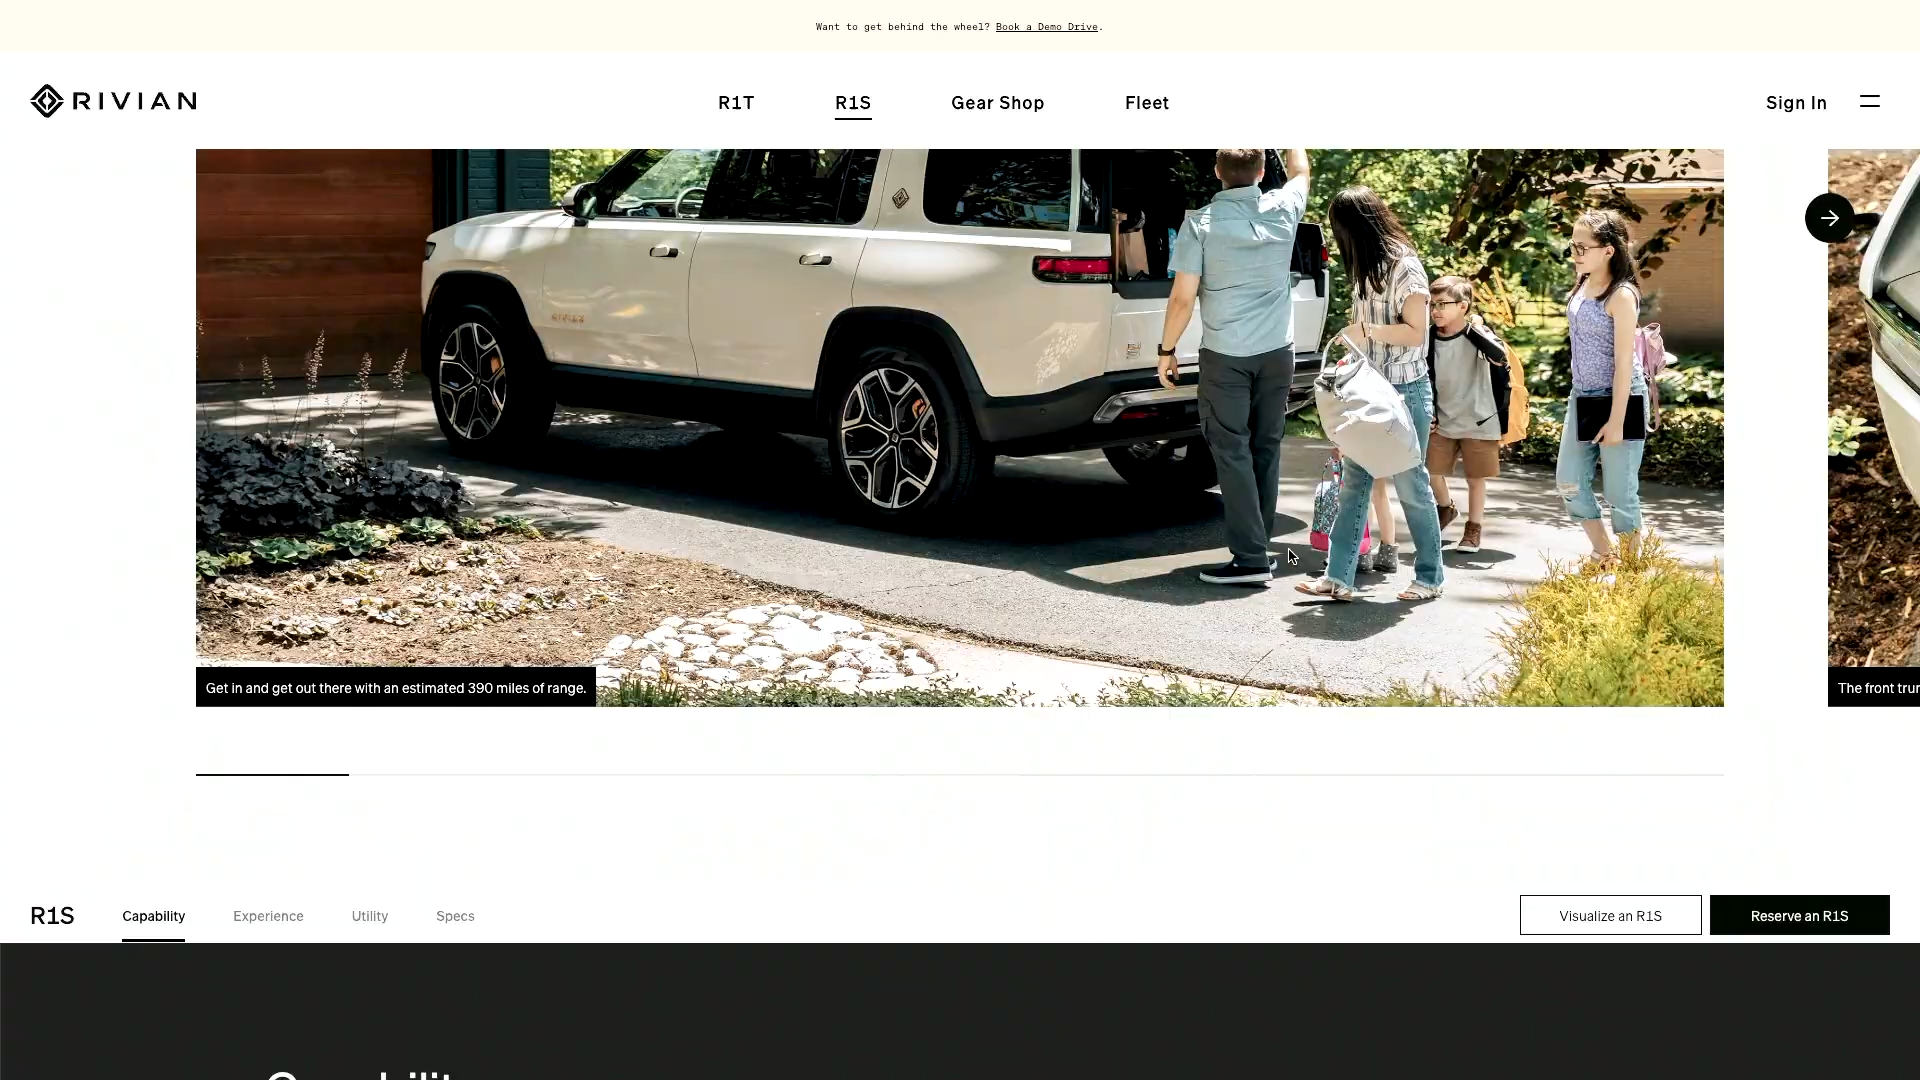 Want to get behind the wheel? Book a Demo Drive.
RIVIAN
R1T
R1S
Gear Shop
Fleet
Sign In
RIVIAN
Get in and get out there with an estimated 390 miles of range.
The front
R1S
Capability
Experience
Utility
Specs
Visualize an R1S
Reserve an R1S